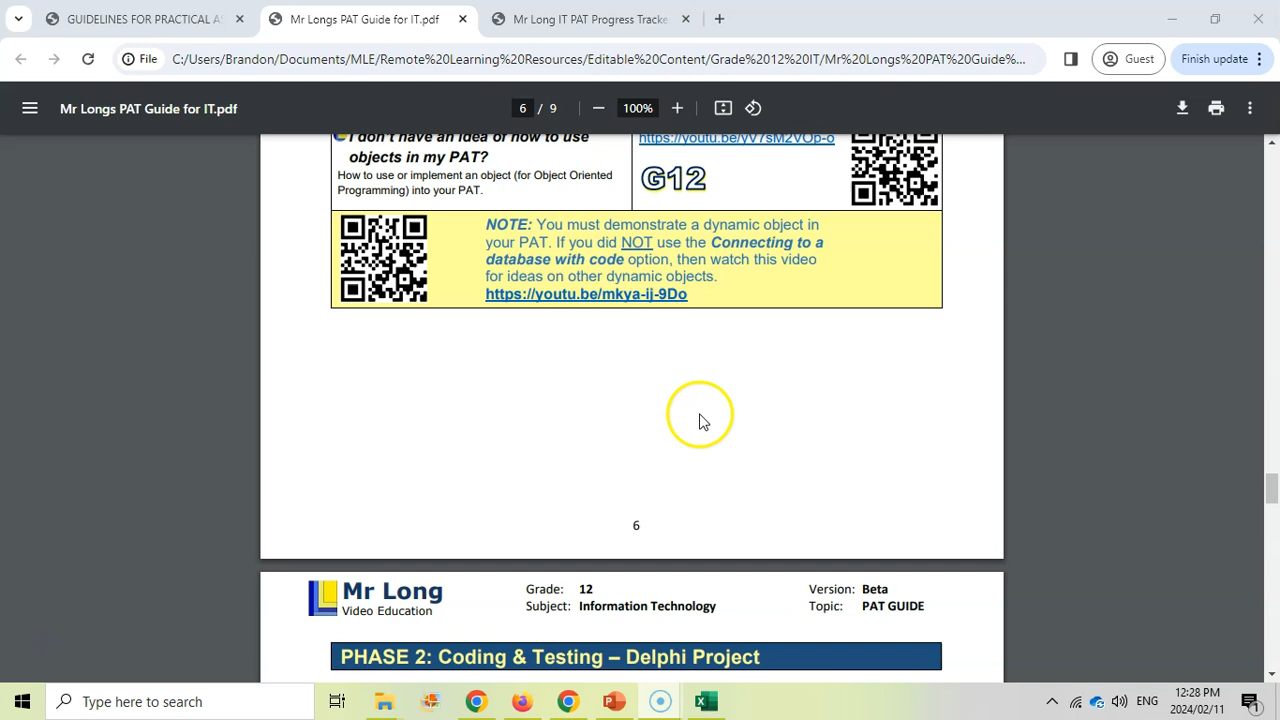 GUIDELINES FOR PRACTICAL A
Mr Longs PAT Guide for IT.pdf
Mr Long IT PAT Progress Tracke
File
C:/Users/Brandon/Documents/MLE/Remote%20Learning%20Resources/Editable%20Content/Grade%2012%20IT/Mr%20Longs%20PAT%20Guide%...
Guest
Finish update
Mr Longs PAT Guide for IT.pdf
6 / 9
100%
I don't have an idea of how to use
objects in my PAT?
How to use or implement an object (for Object Oriented
Programming) into your PAT.
https://youtu.be/yV7sM2VOp-o
G12
NOTE: You must demonstrate a dynamic object in
your PAT. If you did NOT use the Connecting to a
database with code option, then watch this video
for ideas on other dynamic objects.
https://youtu.be/mkya-ij-9Do
6
Mr Long
Video Education
Grade: 12
Subject: Information Technology
Version: Beta
Topic: PAT GUIDE
PHASE 2: Coding & Testing – Delphi Project
Type here to search
ENG
12:28 PM
2024/02/11
1